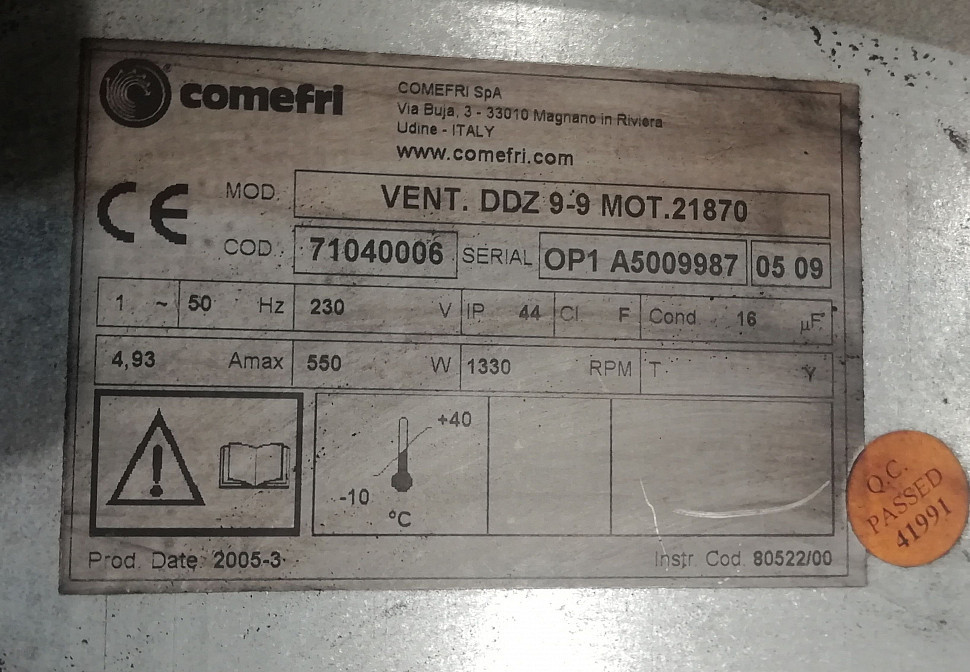 comefri®
COMEFRI SpA
Via Buja, 3 - 33010 Magnano in Riviera
Udine - ITALY
www.comefri.com
CE
MOD. VENT. DDZ 9-9 MOT.21870
COD. 71040006 SERIAL OP1 A5009987 05 09
1 ~ 50 Hz 230 V IP 44 Cl F Cond 16 µF
4,93 Amax 550 W 1330 RPM T
+40
-10
°C
Prod. Date 2005-3 Instr. Cod. 80522/00
Q.C.
PASSED
41991